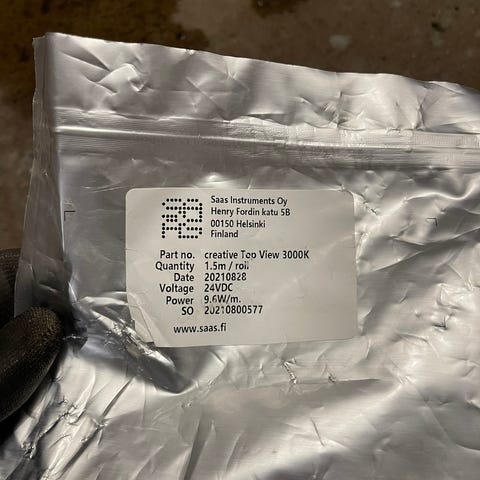 SAAS
Saas Instruments Oy
Henry Fordin katu 5B
00150 Helsinki
Finland
Part no. creative Top View 3000K
Quantity 1.5m / roll
Date 20210828
Voltage 24VDC
Power 9.6W/m.
SO 20210800577
www.saas.fi